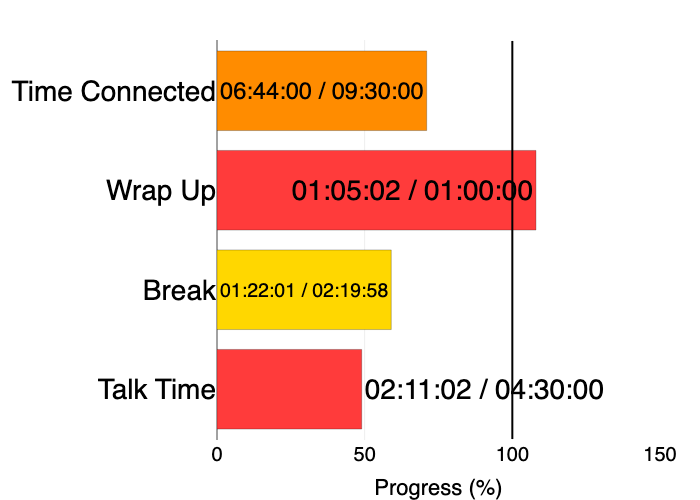 Time Connected 06:44:00 / 09:30:00
Wrap Up 01:05:02 / 01:00:00
Break 01:22:01 / 02:19:58
Talk Time 02:11:02 / 04:30:00
0 50 100 150
Progress (%)